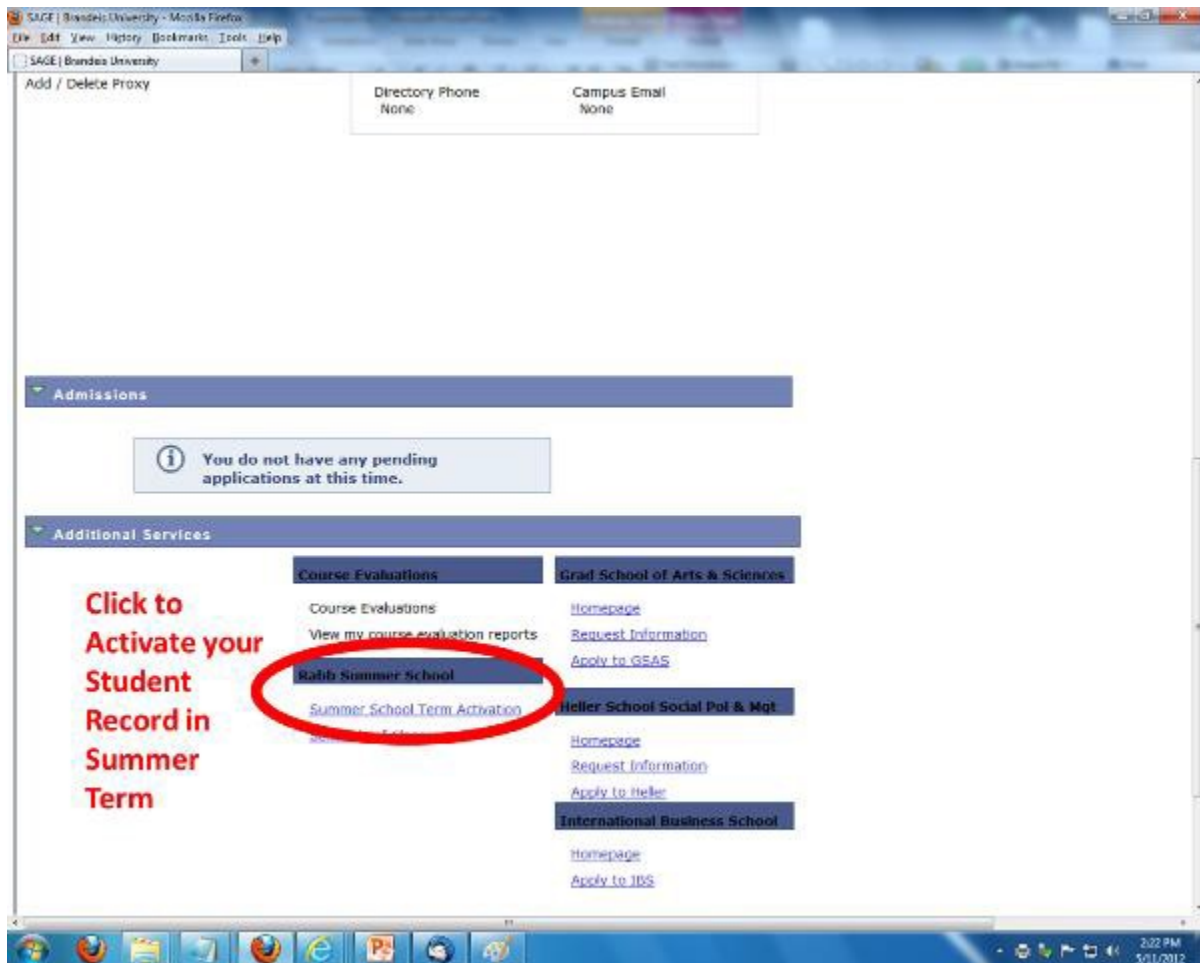 SAGE | Brandeis University - Mozilla Firefox
File Edit View History Bookmarks Tools Help
SAGE | Brandeis University
Add / Delete Proxy
Directory Phone
None
Campus Email
None
Admissions
You do not have any pending
applications at this time.
Additional Services
Click to
Activate your
Student
Record in
Summer
Term
Course Evaluations
Course Evaluations
View my course evaluation reports
Rabb Summer School
Summer School Term Activation
Grad School of Arts & Sciences
Homepage
Request Information
Apply to GSAS
Heller School Social Pol & Mgt
Homepage
Request Information
Apply to Heller
International Business School
Homepage
Apply to IBS
2:22 PM
5/11/2012